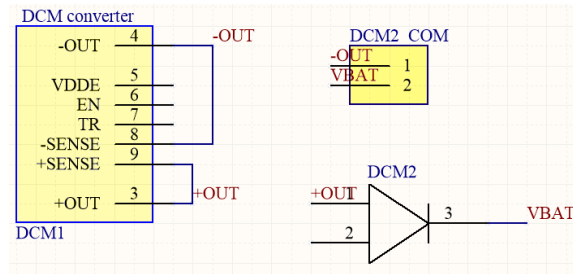 DCM converter
-OUT 4 -OUT
VDDE 5
EN 6
TR 7
-SENSE 8
+SENSE 9
+OUT 3 +OUT
DCM1
DCM2 COM
-OUT 1
VBAT 2
DCM2
+OUT 1
2
3 VBAT